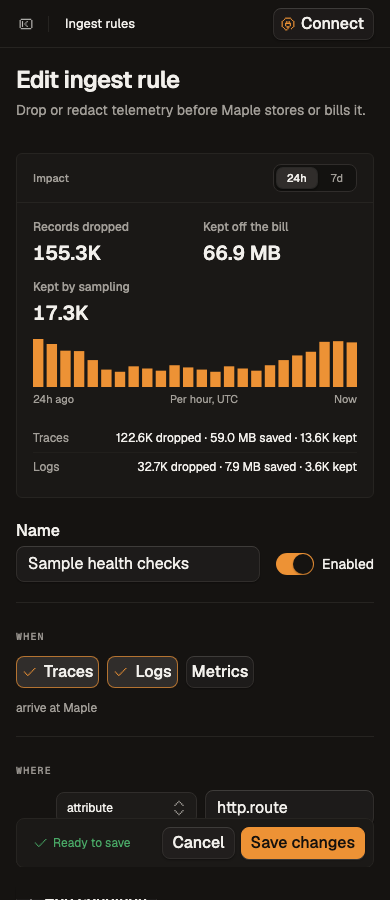 Ingest rules
Connect
Edit ingest rule
Drop or redact telemetry before Maple stores or bills it.
Impact
24h
7d
Records dropped
155.3K
Kept off the bill
66.9 MB
Kept by sampling
17.3K
24h ago
Per hour, UTC
Now
Traces
122.6K dropped · 59.0 MB saved · 13.6K kept
Logs
32.7K dropped · 7.9 MB saved · 3.6K kept
Name
Sample health checks
Enabled
WHEN
Traces
Logs
Metrics
arrive at Maple
WHERE
attribute
http.route
Ready to save
Cancel
Save changes